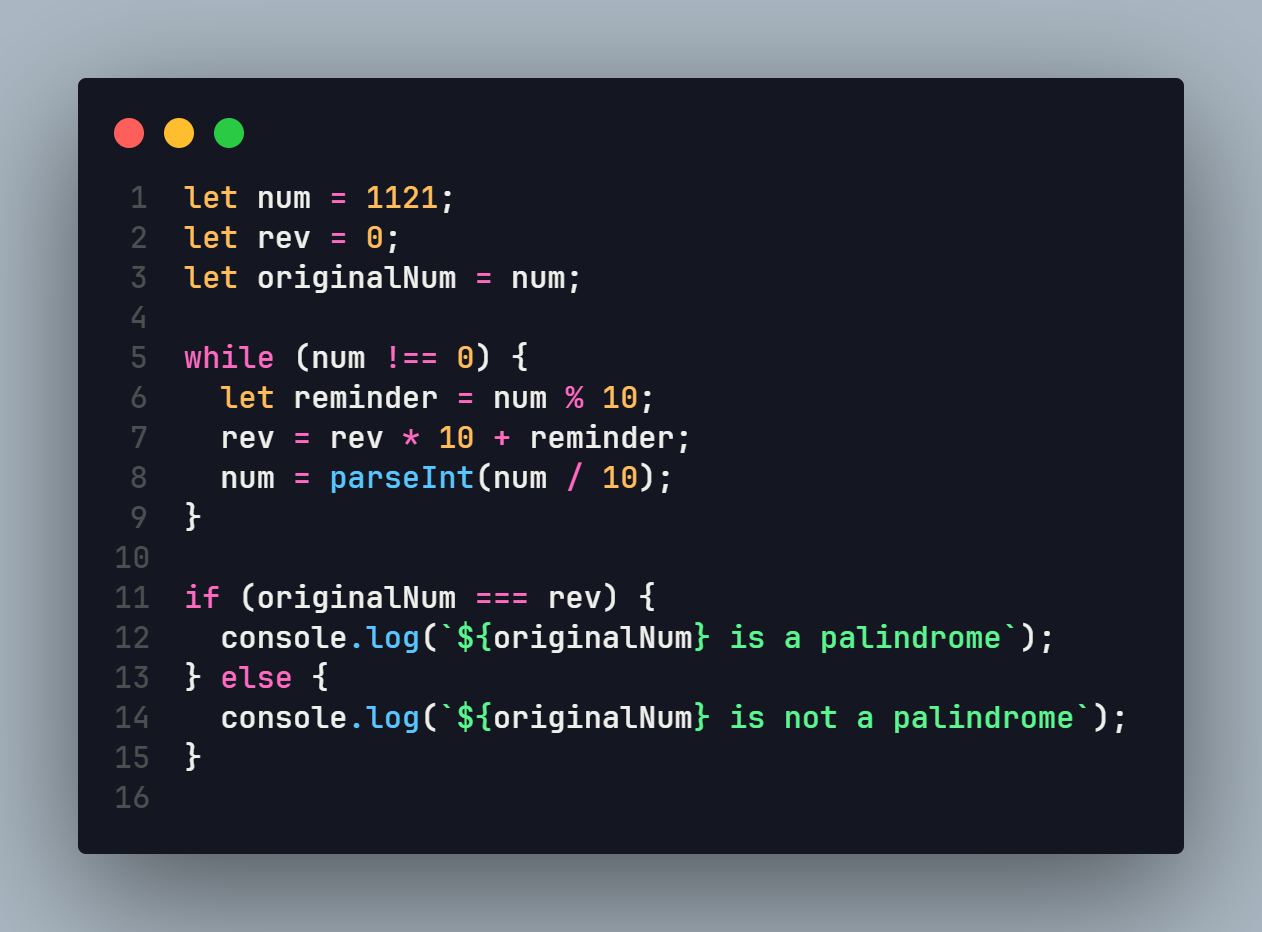 1 let num = 1121;
2 let rev = 0;
3 let originalNum = num;
4
5 while (num !== 0) {
6   let reminder = num % 10;
7   rev = rev * 10 + reminder;
8   num = parseInt(num / 10);
9 }
10
11 if (originalNum === rev) {
12   console.log(`${originalNum} is a palindrome`);
13 } else {
14   console.log(`${originalNum} is not a palindrome`);
15 }
16